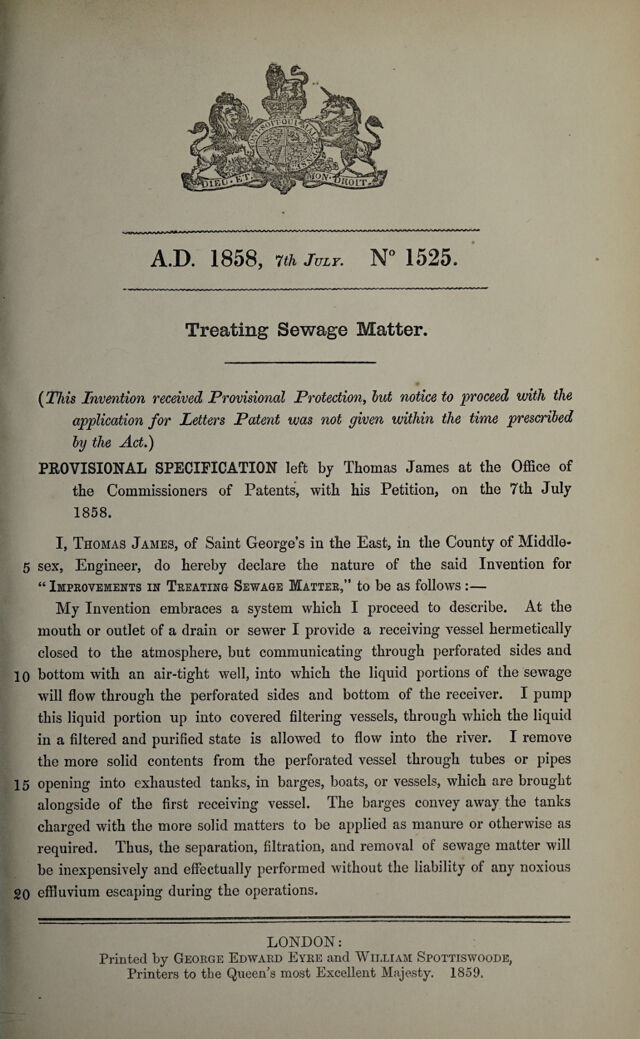 HONI SOIT QUI MAL
DIEU · ET · MON · DROIT
A.D. 1858, 7th JULY. N° 1525.
Treating Sewage Matter.
(This Invention received Provisional Protection, but notice to proceed with the
application for Letters Patent was not given within the time prescribed
by the Act.)
PROVISIONAL SPECIFICATION left by Thomas James at the Office of
the Commissioners of Patents, with his Petition, on the 7th July
1858.
I, THOMAS JAMES, of Saint George's in the East, in the County of Middle-
5 sex, Engineer, do hereby declare the nature of the said Invention for
"IMPROVEMENTS IN TREATING SEWAGE MATTER," to be as follows:—
My Invention embraces a system which I proceed to describe. At the
mouth or outlet of a drain or sewer I provide a receiving vessel hermetically
closed to the atmosphere, but communicating through perforated sides and
10 bottom with an air-tight well, into which the liquid portions of the sewage
will flow through the perforated sides and bottom of the receiver. I pump
this liquid portion up into covered filtering vessels, through which the liquid
in a filtered and purified state is allowed to flow into the river. I remove
the more solid contents from the perforated vessel through tubes or pipes
15 opening into exhausted tanks, in barges, boats, or vessels, which are brought
alongside of the first receiving vessel. The barges convey away the tanks
charged with the more solid matters to be applied as manure or otherwise as
required. Thus, the separation, filtration, and removal of sewage matter will
be inexpensively and effectually performed without the liability of any noxious
20 effluvium escaping during the operations.
LONDON:
Printed by GEORGE EDWARD EYRE and WILLIAM SPOTTISWOODE,
Printers to the Queen's most Excellent Majesty. 1859.